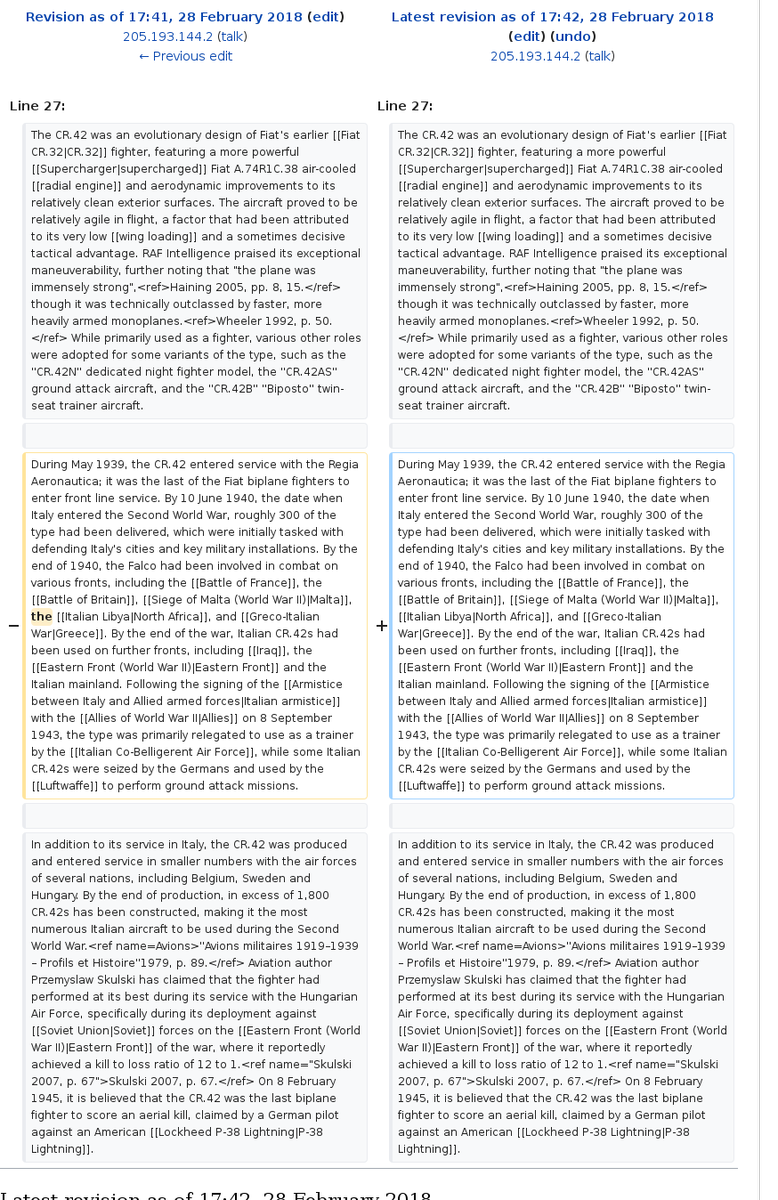 Revision as of 17:41, 28 February 2018 (edit)
205.193.144.2 (talk)
← Previous edit
Latest revision as of 17:42, 28 February 2018
(edit) (undo)
205.193.144.2 (talk)
Line 27:
Line 27:
The CR.42 was an evolutionary design of Fiat's earlier [[Fiat
CR.32|CR.32]] fighter, featuring a more powerful
[[Supercharger|supercharged]] Fiat A.74R1C.38 air-cooled
[[radial engine]] and aerodynamic improvements to its
relatively clean exterior surfaces. The aircraft proved to be
relatively agile in flight, a factor that had been attributed
to its very low [[wing loading]] and a sometimes decisive
tactical advantage. RAF Intelligence praised its exceptional
maneuverability, further noting that "the plane was
immensely strong",<ref>Haining 2005, pp. 8, 15.</ref>
though it was technically outclassed by faster, more
heavily armed monoplanes.<ref>Wheeler 1992, p. 50.
</ref> While primarily used as a fighter, various other roles
were adopted for some variants of the type, such as the
''CR.42N'' dedicated night fighter model, the ''CR.42AS''
ground attack aircraft, and the ''CR.42B'' ''Biposto'' twin-
seat trainer aircraft.
The CR.42 was an evolutionary design of Fiat's earlier [[Fiat
CR.32|CR.32]] fighter, featuring a more powerful
[[Supercharger|supercharged]] Fiat A.74R1C.38 air-cooled
[[radial engine]] and aerodynamic improvements to its
relatively clean exterior surfaces. The aircraft proved to be
relatively agile in flight, a factor that had been attributed
to its very low [[wing loading]] and a sometimes decisive
tactical advantage. RAF Intelligence praised its exceptional
maneuverability, further noting that "the plane was
immensely strong",<ref>Haining 2005, pp. 8, 15.</ref>
though it was technically outclassed by faster, more
heavily armed monoplanes.<ref>Wheeler 1992, p. 50.
</ref> While primarily used as a fighter, various other roles
were adopted for some variants of the type, such as the
''CR.42N'' dedicated night fighter model, the ''CR.42AS''
ground attack aircraft, and the ''CR.42B'' ''Biposto'' twin-
seat trainer aircraft.
−
During May 1939, the CR.42 entered service with the Regia
Aeronautica; it was the last of the Fiat biplane fighters to
enter front line service. By 10 June 1940, the date when
Italy entered the Second World War, roughly 300 of the
type had been delivered, which were initially tasked with
defending Italy's cities and key military installations. By the
end of 1940, the Falco had been involved in combat on
various fronts, including the [[Battle of France]], the
[[Battle of Britain]], [[Siege of Malta (World War II)|Malta]],
the [[Italian Libya|North Africa]], and [[Greco-Italian
War|Greece]]. By the end of the war, Italian CR.42s had
been used on further fronts, including [[Iraq]], the
[[Eastern Front (World War II)|Eastern Front]] and the
Italian mainland. Following the signing of the [[Armistice
between Italy and Allied armed forces|Italian armistice]]
with the [[Allies of World War II|Allies]] on 8 September
1943, the type was primarily relegated to use as a trainer
by the [[Italian Co-Belligerent Air Force]], while some Italian
CR.42s were seized by the Germans and used by the
[[Luftwaffe]] to perform ground attack missions.
+
During May 1939, the CR.42 entered service with the Regia
Aeronautica; it was the last of the Fiat biplane fighters to
enter front line service. By 10 June 1940, the date when
Italy entered the Second World War, roughly 300 of the
type had been delivered, which were initially tasked with
defending Italy's cities and key military installations. By the
end of 1940, the Falco had been involved in combat on
various fronts, including the [[Battle of France]], the
[[Battle of Britain]], [[Siege of Malta (World War II)|Malta]],
[[Italian Libya|North Africa]], and [[Greco-Italian
War|Greece]]. By the end of the war, Italian CR.42s had
been used on further fronts, including [[Iraq]], the
[[Eastern Front (World War II)|Eastern Front]] and the
Italian mainland. Following the signing of the [[Armistice
between Italy and Allied armed forces|Italian armistice]]
with the [[Allies of World War II|Allies]] on 8 September
1943, the type was primarily relegated to use as a trainer
by the [[Italian Co-Belligerent Air Force]], while some Italian
CR.42s were seized by the Germans and used by the
[[Luftwaffe]] to perform ground attack missions.
In addition to its service in Italy, the CR.42 was produced
and entered service in smaller numbers with the air forces
of several nations, including Belgium, Sweden and
Hungary. By the end of production, in excess of 1,800
CR.42s has been constructed, making it the most
numerous Italian aircraft to be used during the Second
World War.<ref name=Avions>''Avions militaires 1919–1939
– Profils et Histoire''1979, p. 89.</ref> Aviation author
Przemyslaw Skulski has claimed that the fighter had
performed at its best during its service with the Hungarian
Air Force, specifically during its deployment against
[[Soviet Union|Soviet]] forces on the [[Eastern Front (World
War II)|Eastern Front]] of the war, where it reportedly
achieved a kill to loss ratio of 12 to 1.<ref name="Skulski
2007, p. 67">Skulski 2007, p. 67.</ref> On 8 February
1945, it is believed that the CR.42 was the last biplane
fighter to score an aerial kill, claimed by a German pilot
against an American [[Lockheed P-38 Lightning|P-38
Lightning]].
In addition to its service in Italy, the CR.42 was produced
and entered service in smaller numbers with the air forces
of several nations, including Belgium, Sweden and
Hungary. By the end of production, in excess of 1,800
CR.42s has been constructed, making it the most
numerous Italian aircraft to be used during the Second
World War.<ref name=Avions>''Avions militaires 1919–1939
– Profils et Histoire''1979, p. 89.</ref> Aviation author
Przemyslaw Skulski has claimed that the fighter had
performed at its best during its service with the Hungarian
Air Force, specifically during its deployment against
[[Soviet Union|Soviet]] forces on the [[Eastern Front (World
War II)|Eastern Front]] of the war, where it reportedly
achieved a kill to loss ratio of 12 to 1.<ref name="Skulski
2007, p. 67">Skulski 2007, p. 67.</ref> On 8 February
1945, it is believed that the CR.42 was the last biplane
fighter to score an aerial kill, claimed by a German pilot
against an American [[Lockheed P-38 Lightning|P-38
Lightning]].
Latest revision as of 17:42, 28 February 2018